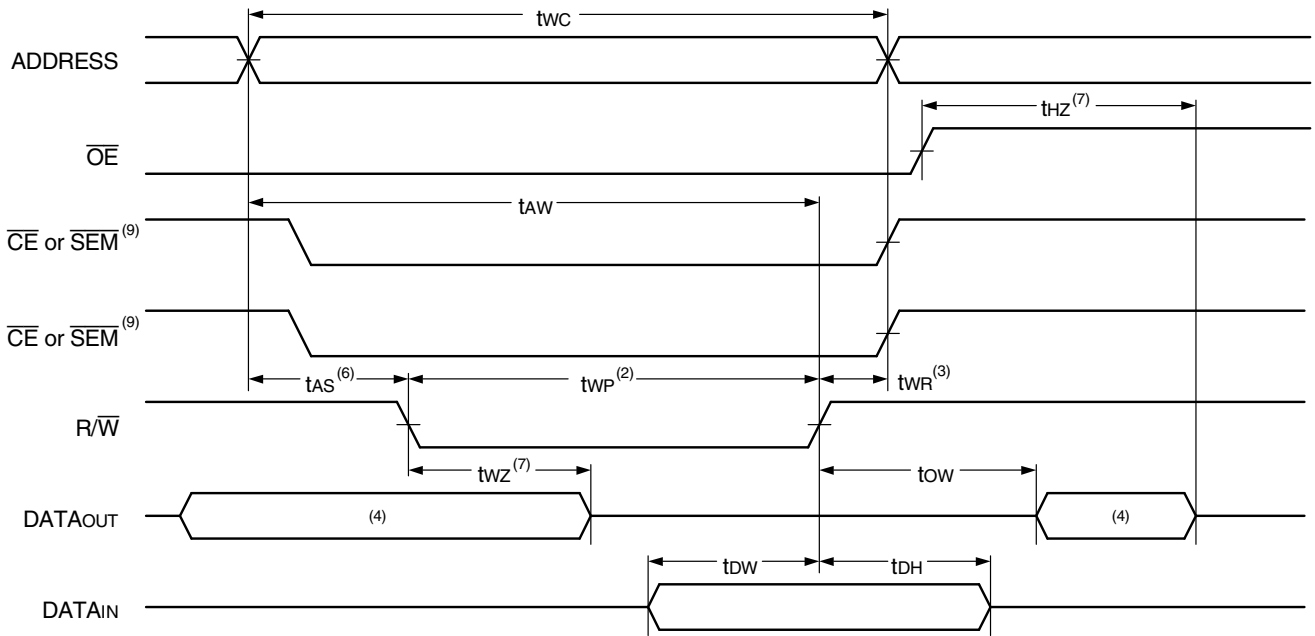 tWC
ADDRESS
tHZ(7)
OE
tAW
CE or SEM(9)
CE or SEM(9)
tAS(6) tWP(2) tWR(3)
R/W
tWZ(7) tOW
DATAOUT (4) (4)
tDW tDH
DATAIN